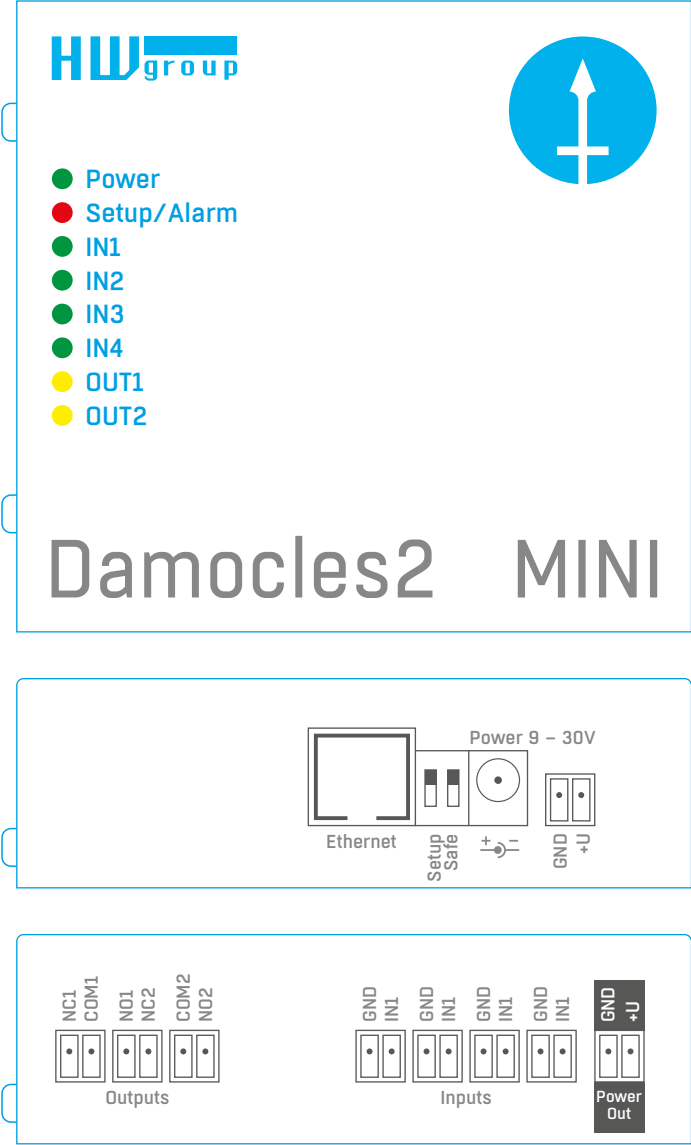 HW group
Power
Setup/Alarm
IN1
IN2
IN3
IN4
OUT1
OUT2
Damocles2 MINI
Power 9 – 30V
Ethernet
Setup
Safe
+ −
GND
+U
NC1
COM1
NO1
NC2
COM2
NO2
GND
IN1
GND
IN1
GND
IN1
GND
IN1
GND
+U
Outputs
Inputs
Power
Out